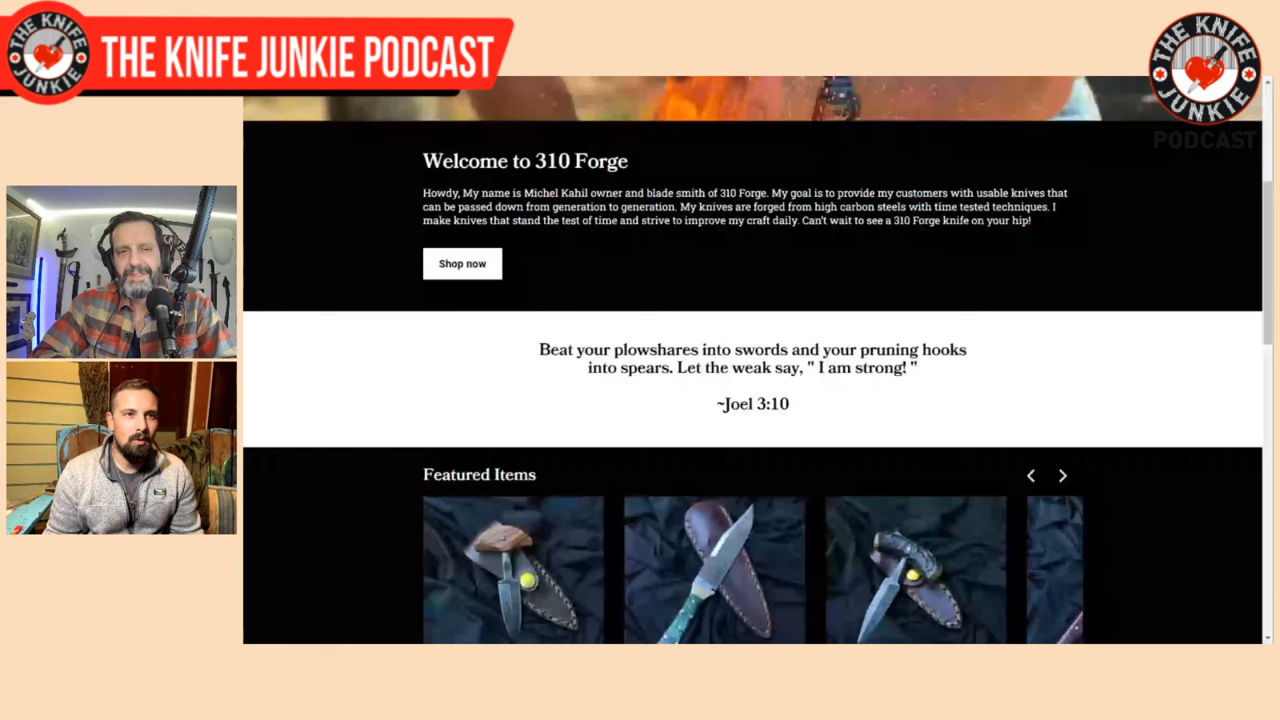 THE KNIFE JUNKIE
THE KNIFE JUNKIE PODCAST
THE KNIFE JUNKIE
PODCAST
Welcome to 310 Forge
Howdy, My name is Michel Kahil owner and blade smith of 310 Forge. My goal is to provide my customers with usable knives that
can be passed down from generation to generation. My knives are forged from high carbon steels with time tested techniques. I
make knives that stand the test of time and strive to improve my craft daily. Can't wait to see a 310 Forge knife on your hip!
Shop now
Beat your plowshares into swords and your pruning hooks
into spears. Let the weak say, " I am strong! "
~Joel 3:10
Featured Items